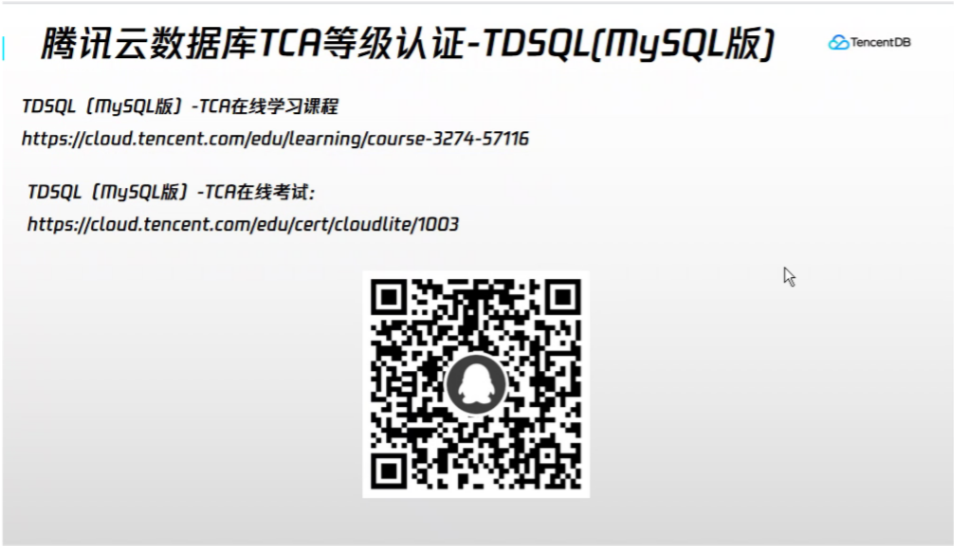 腾讯云数据库TCA等级认证-TDSQL(MySQL版)
TencentDB
TDSQL（MySQL版）-TCA在线学习课程
https://cloud.tencent.com/edu/learning/course-3274-57116
TDSQL（MySQL版）-TCA在线考试：
https://cloud.tencent.com/edu/cert/cloudlite/1003